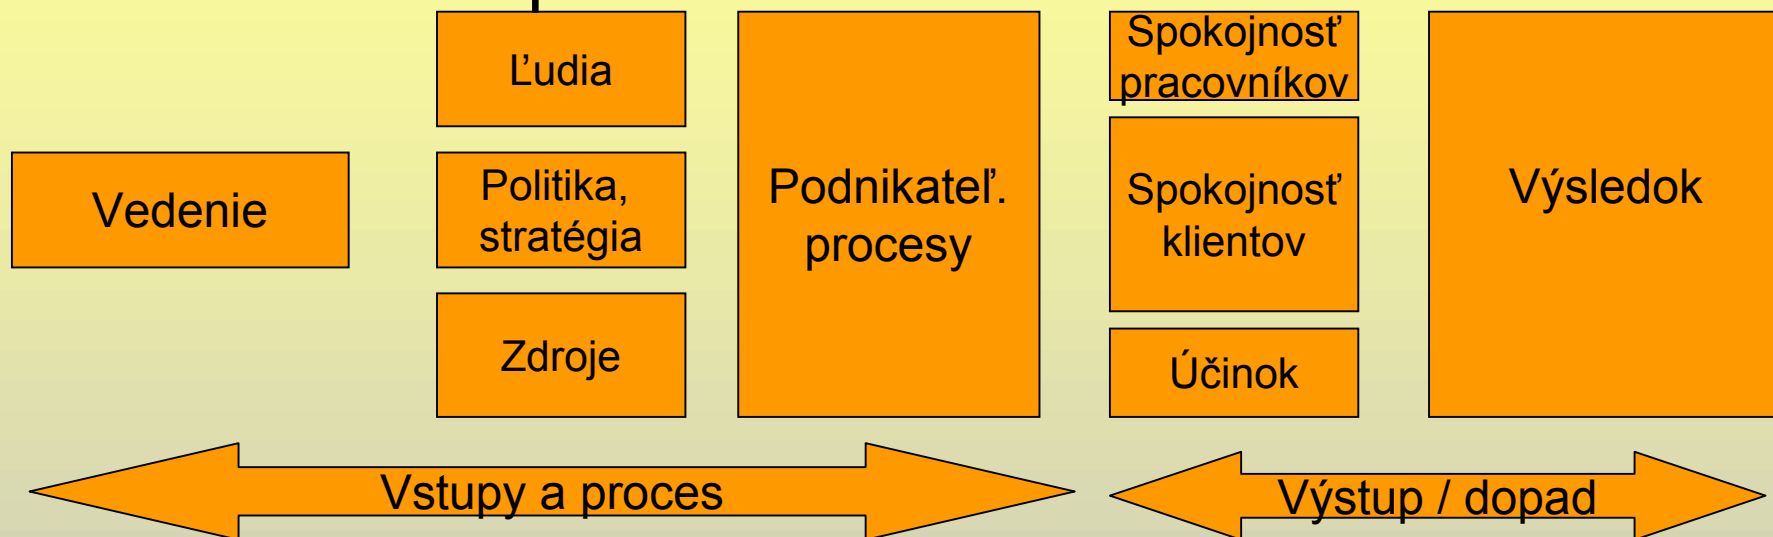 Vedenie
Ľudia
Politika,
stratégia
Zdroje
Podnikateľ.
procesy
Spokojnosť
pracovníkov
Spokojnosť
klientov
Účinok
Výsledok
Vstupy a proces
Výstup / dopad